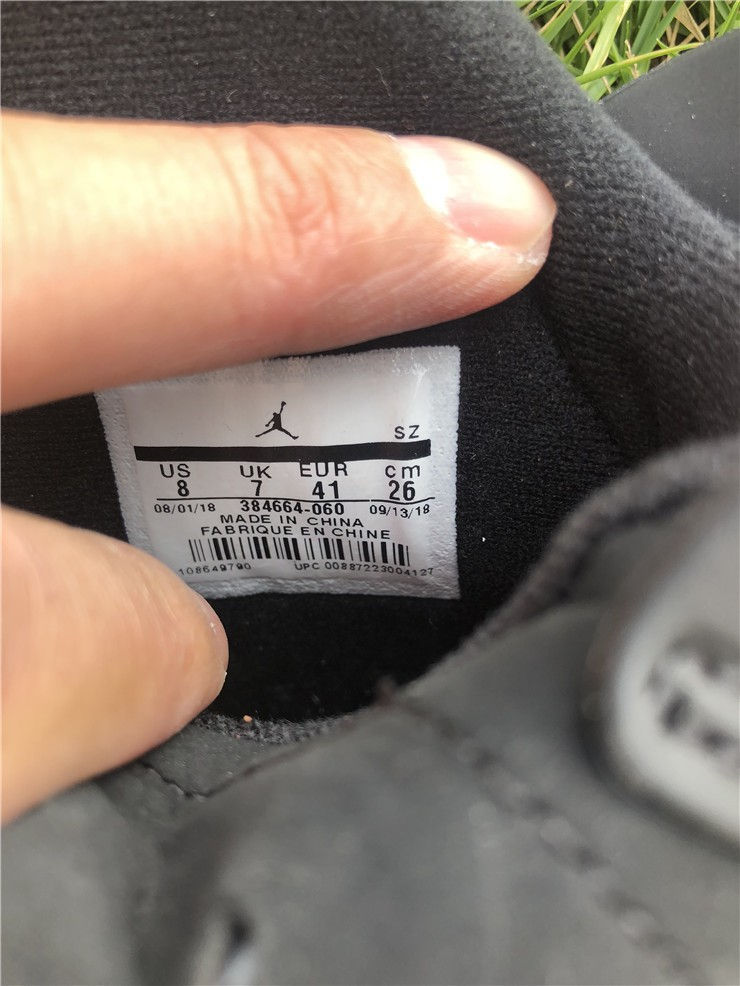 SZ
US UK EUR cm
8 7 41 26
08/01/18 384664-060 09/13/18
MADE IN CHINA
FABRIQUE EN CHINE
108649790 UPC 00887223004127